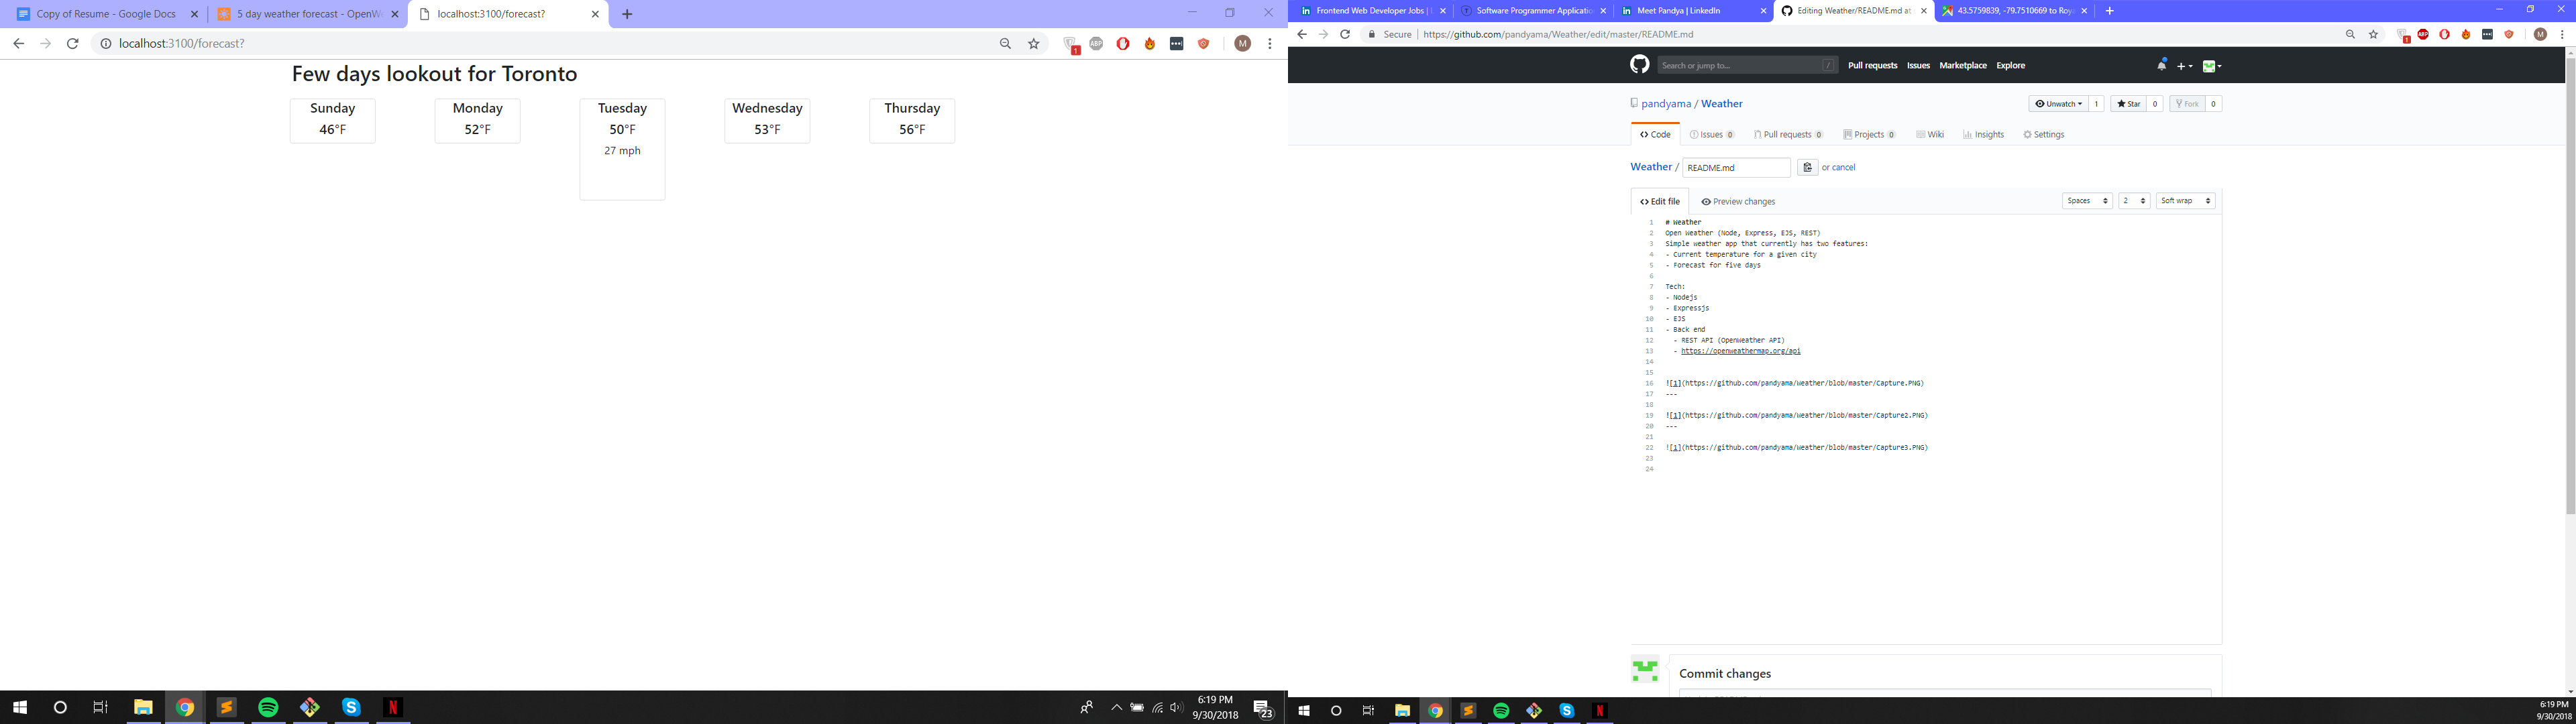 Copy of Resume - Google Docs
5 day weather forecast - OpenWe
localhost:3100/forecast?
localhost:3100/forecast?
1
ABP
M
Few days lookout for Toronto
Sunday
46°F
Monday
52°F
Tuesday
50°F
27 mph
Wednesday
53°F
Thursday
56°F
6:19 PM
9/30/2018
23
Frontend Web Developer Jobs | L
Software Programmer Applicatio
Meet Pandya | LinkedIn
Editing Weather/README.md at
43.5759839, -79.7510669 to Roy
Secure
https://github.com/pandyama/Weather/edit/master/README.md
1
ABP
M
Search or jump to...
/
Pull requests
Issues
Marketplace
Explore
pandyama / Weather
Unwatch 1
Star 0
Fork 0
Code
Issues 0
Pull requests 0
Projects 0
Wiki
Insights
Settings
Weather / README.md or cancel
Edit file
Preview changes
Spaces
2
Soft wrap
1 # Weather
2 Open Weather (Node, Express, EJS, REST)
3 Simple weather app that currently has two features:
4 - Current temperature for a given city
5 - Forecast for five days
6
7 Tech:
8 - Nodejs
9 - Expressjs
10 - EJS
11 - Back end
12 - REST API (OpenWeather API)
13 - https://openweathermap.org/api
14
15
16 ![1](https://github.com/pandyama/Weather/blob/master/Capture.PNG)
17 ---
18
19 ![1](https://github.com/pandyama/Weather/blob/master/Capture2.PNG)
20 ---
21
22 ![1](https://github.com/pandyama/Weather/blob/master/Capture3.PNG)
23
24
Commit changes
6:19 PM
9/30/2018